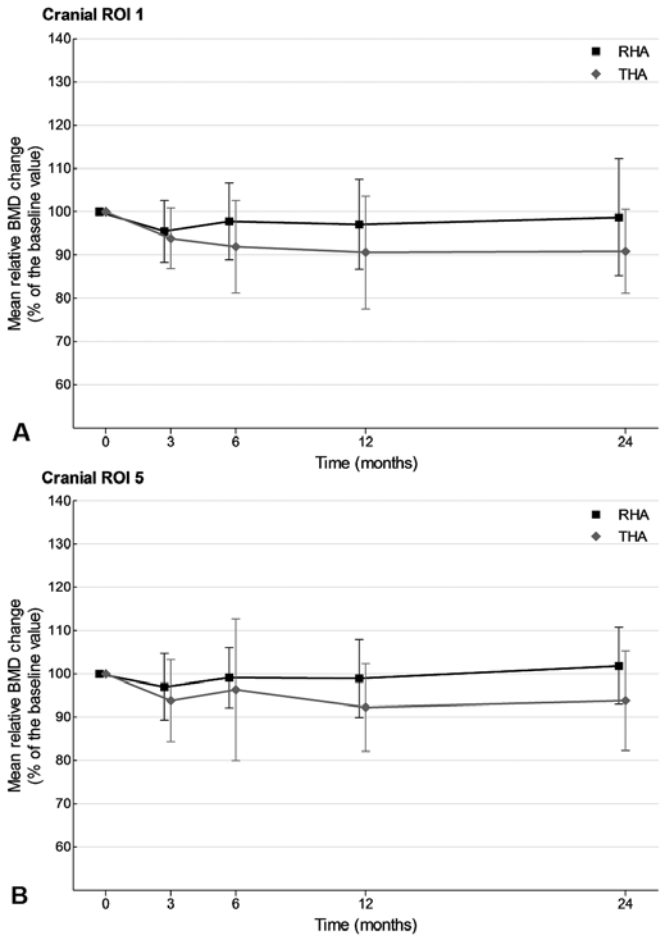 Cranial ROI 1
140
130
120
110
100
90
80
70
60
Mean relative BMD change
(% of the baseline value)
RHA
THA
0 3 6 12 24
Time (months)
A
Cranial ROI 5
140
130
120
110
100
90
80
70
60
Mean relative BMD change
(% of the baseline value)
RHA
THA
0 3 6 12 24
Time (months)
B